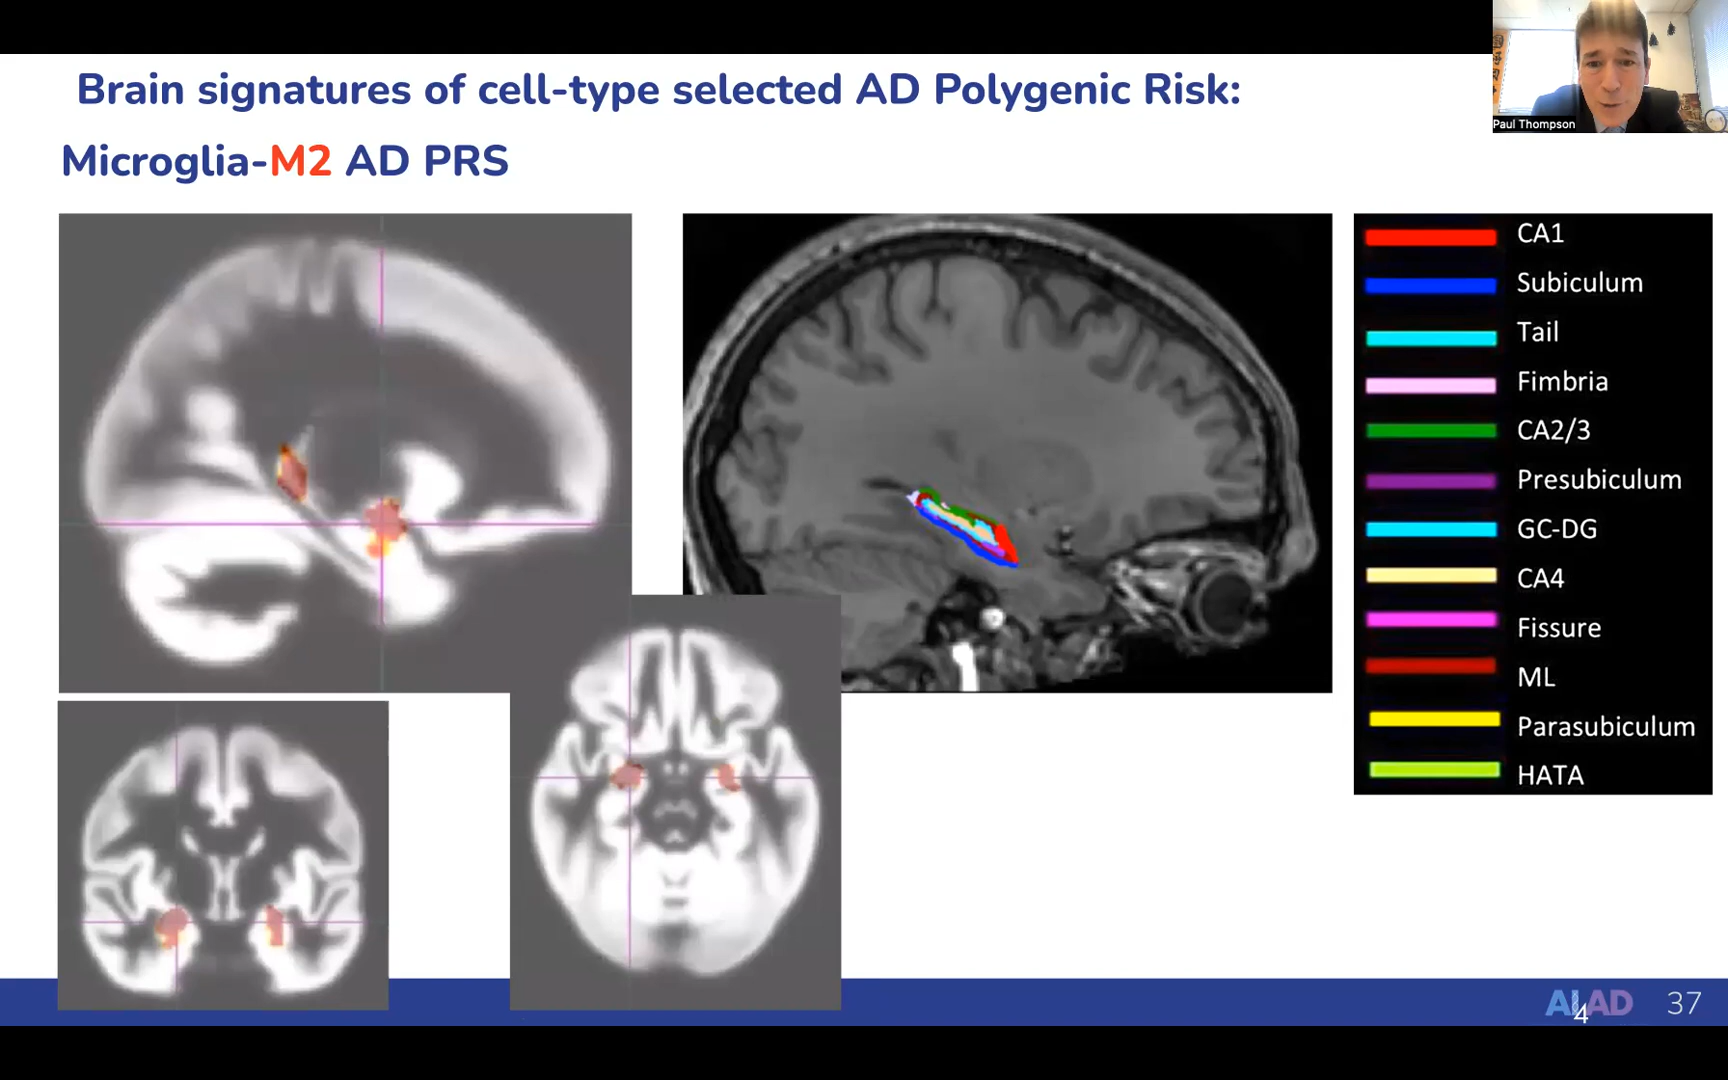 Brain signatures of cell-type selected AD Polygenic Risk:
Microglia-M2 AD PRS
Paul Thompson
CA1
Subiculum
Tail
Fimbria
CA2/3
Presubiculum
GC-DG
CA4
Fissure
ML
Parasubiculum
HATA
AI4AD
37